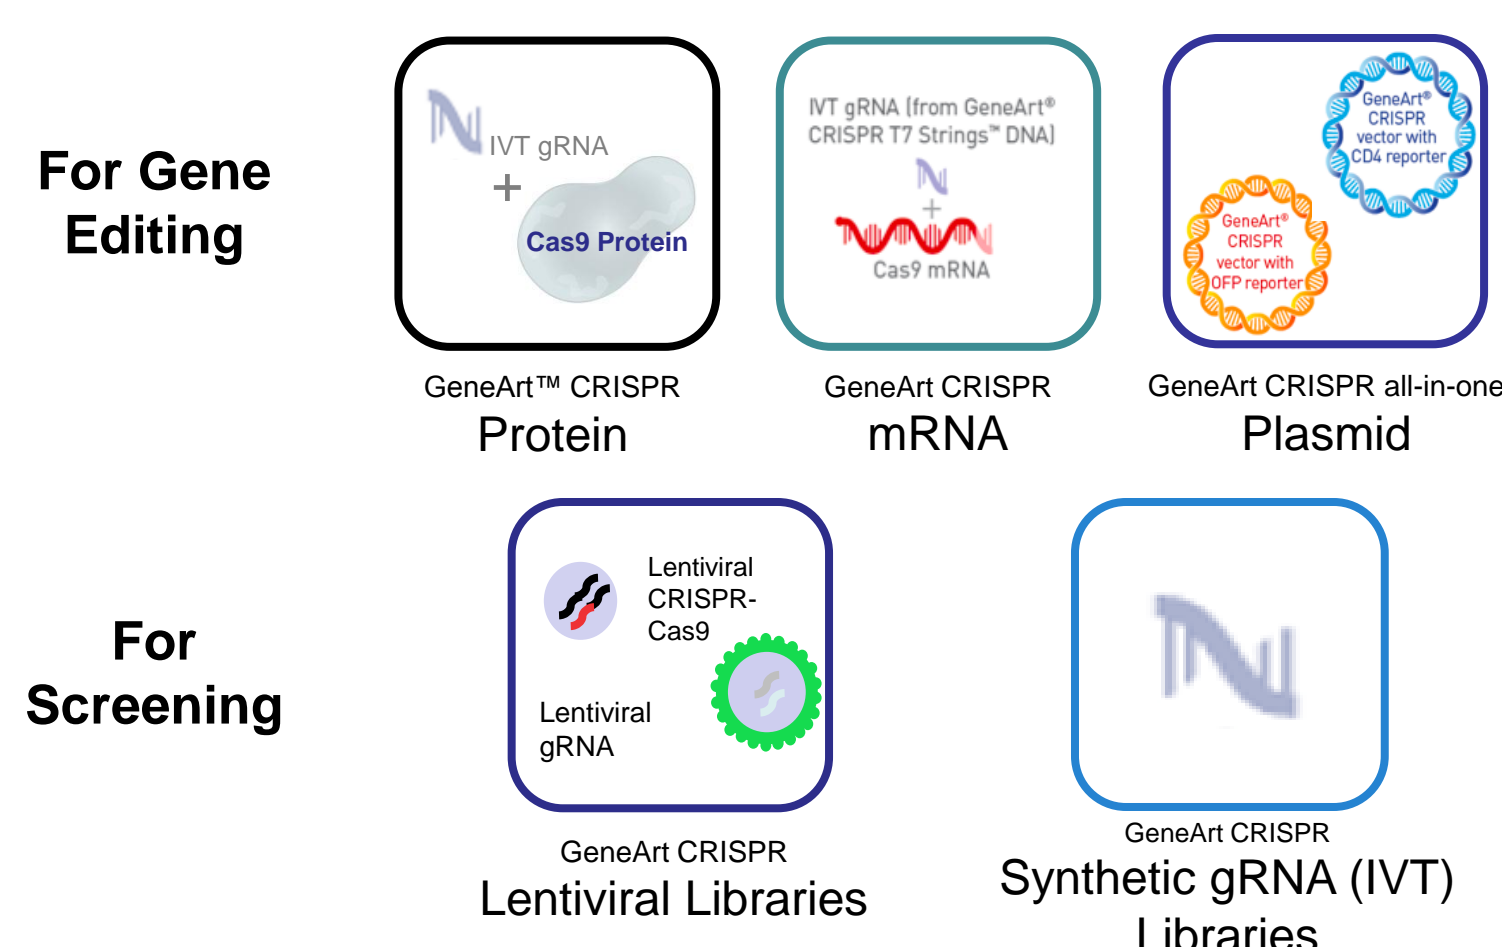 For Gene
Editing
IVT gRNA
+
Cas9 Protein
GeneArt™ CRISPR
Protein
IVT gRNA (from GeneArt®
CRISPR T7 Strings™ DNA)
+
Cas9 mRNA
GeneArt CRISPR
mRNA
GeneArt®
CRISPR
vector with
CD4 reporter
GeneArt®
CRISPR
vector with
OFP reporter
GeneArt CRISPR all-in-one
Plasmid
For
Screening
Lentiviral
CRISPR-
Cas9
Lentiviral
gRNA
GeneArt CRISPR
Lentiviral Libraries
GeneArt CRISPR
Synthetic gRNA (IVT)
Libraries